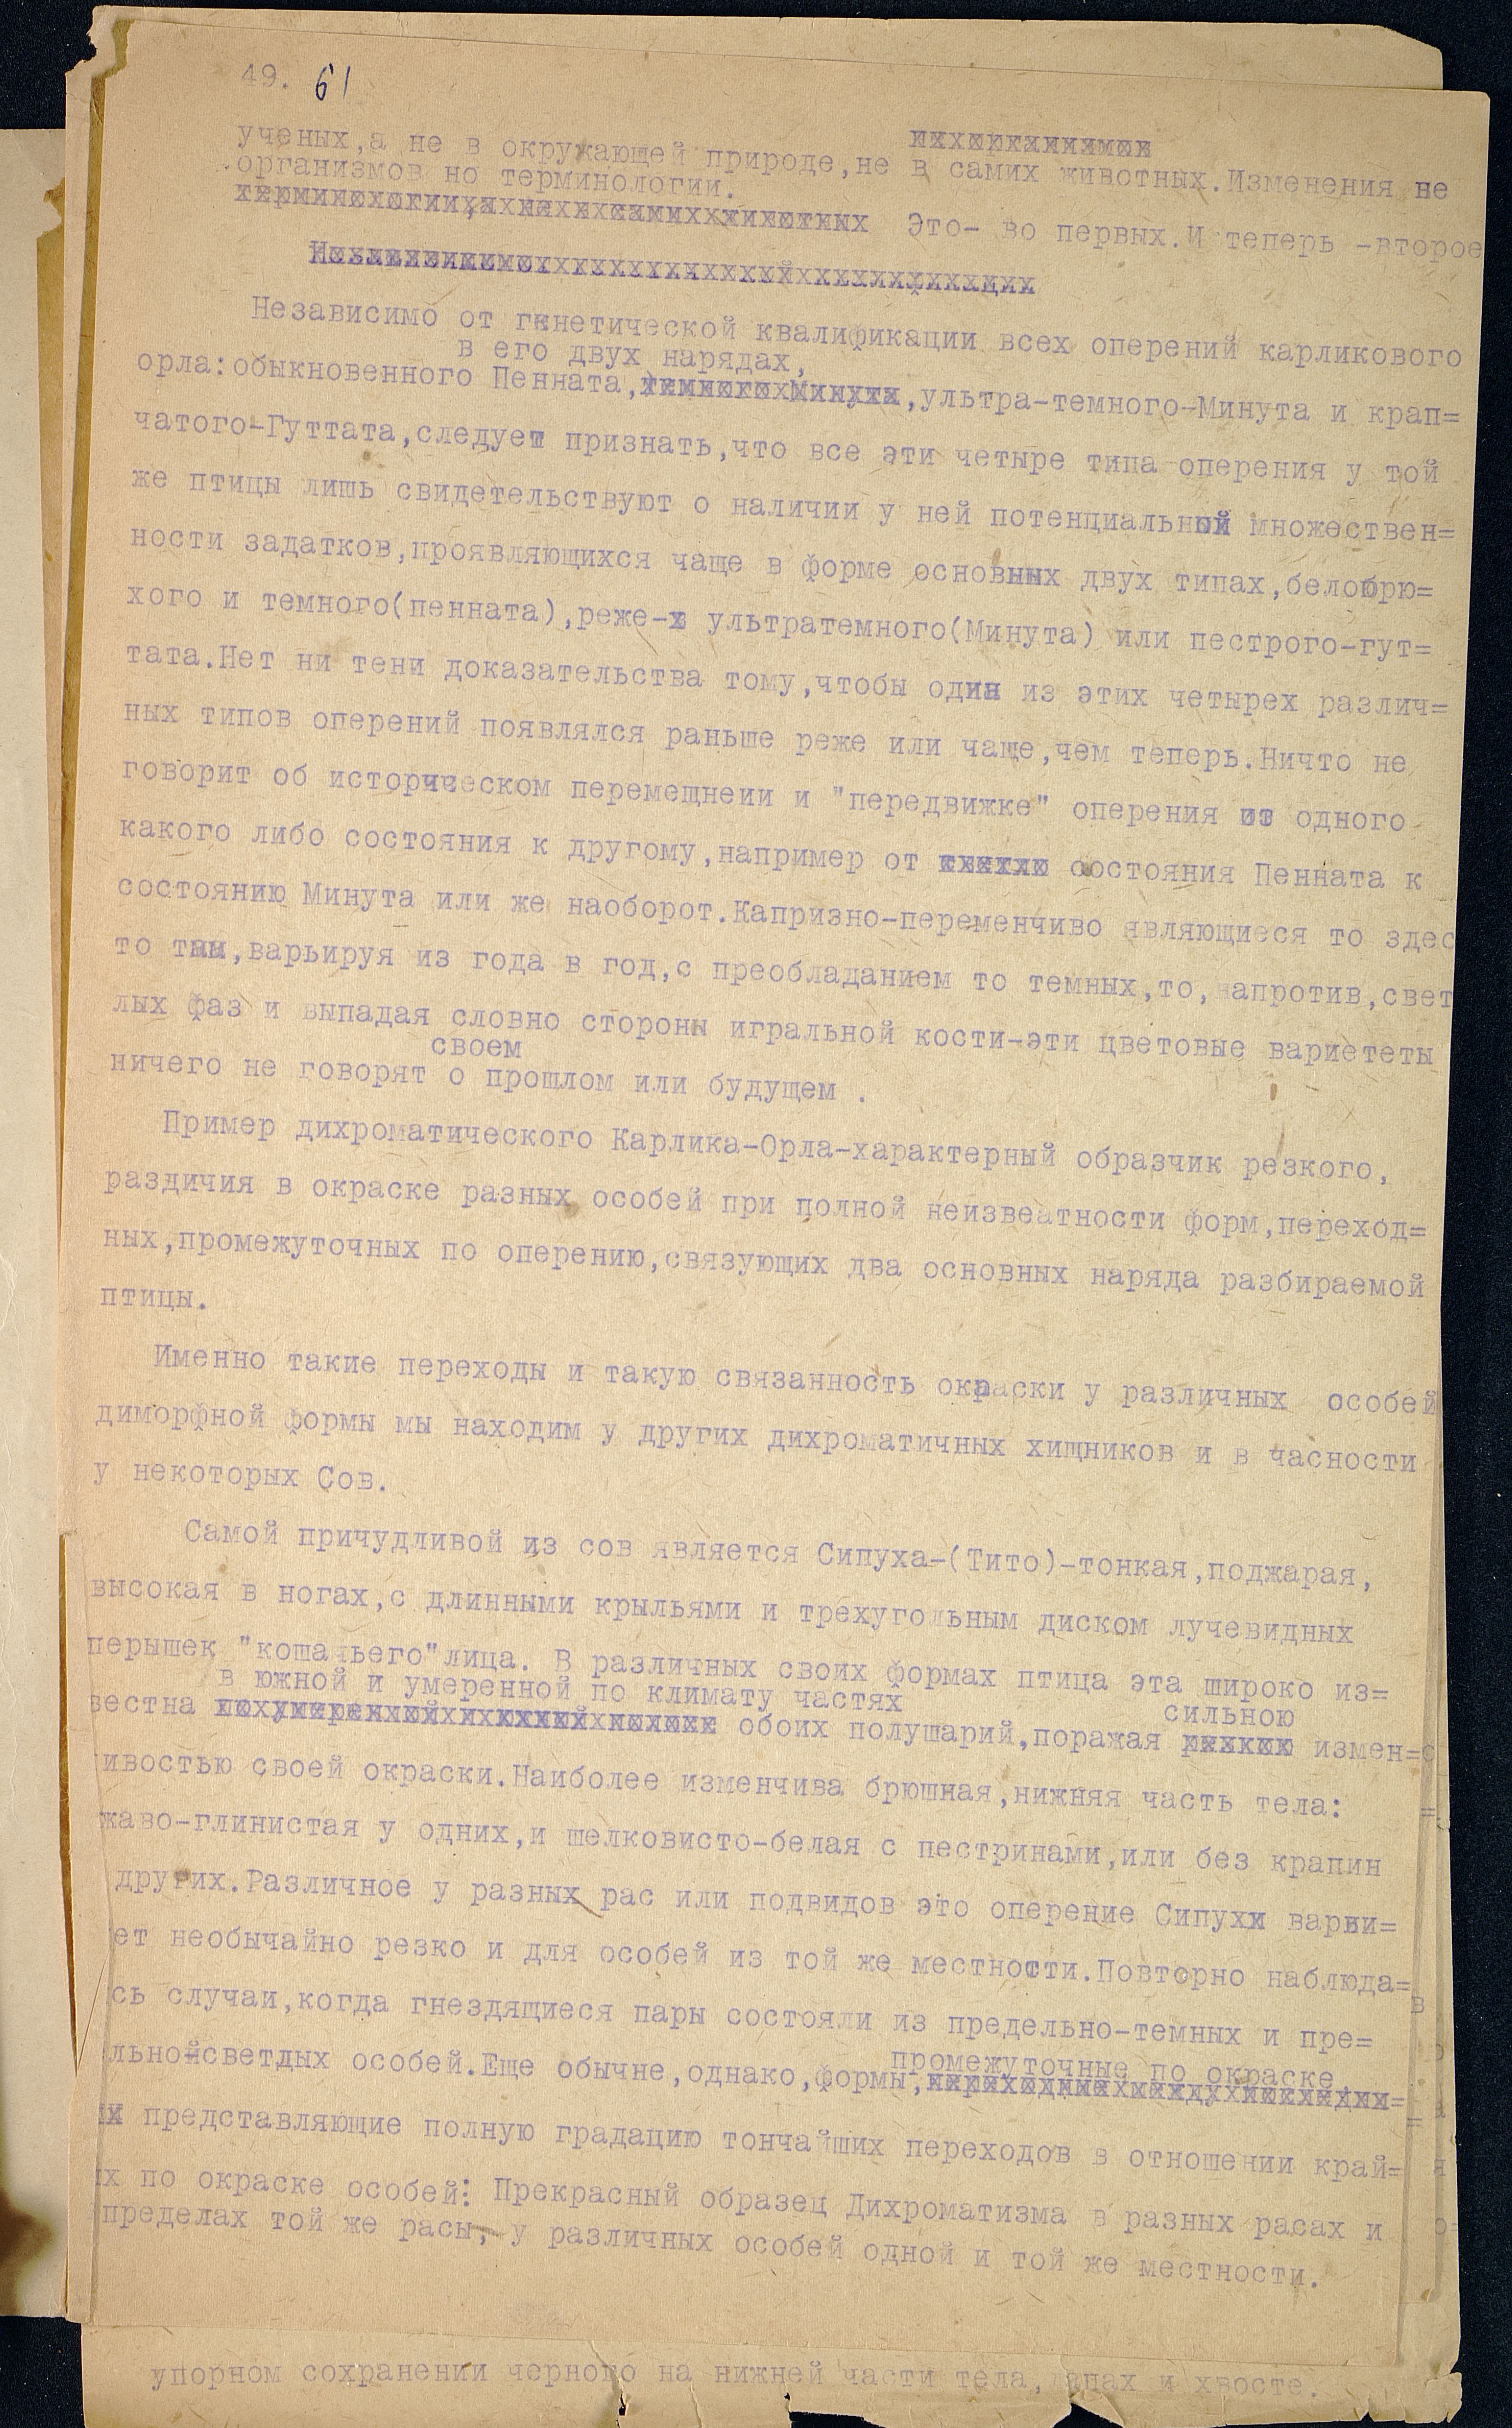 49. 61
ученых,а не в окружающей природе,не в самих животных.Изменения не
организмов но терминологии.
Это- во первых.И теперь -второе
Независимо от генетической квалификации всех оперений карликового
в его двух нарядах,
орла:обыкновенного Пенната, ,ультра-темного-Минута и крап=
чатого-Гуттата,следует признать,что все эти четыре типа оперения у той
же птицы лишь свидетельствуют о наличии у ней потенциальной множествен=
ности задатков,проявляющихся чаще в форме основных двух типах,белобрю=
хого и темного(пенната),реже-в ультратемного(Минута) или пестрого-гут=
тата.Нет ни тени доказательства тому,чтобы один из этих четырех различ=
ных типов оперений появлялся раньше реже или чаще,чем теперь.Ничто не
говорит об историческом перемещнеии и "передвижке" оперения от одного
какого либо состояния к другому,например от состояния Пенната к
состоянию Минута или же наоборот.Капризно-переменчиво являющиеся то здес
то там,варьируя из года в год,с преобладанием то темных,то,напротив,свет
лых фаз и выпадая словно стороны игральной кости-эти цветовые вариететы
своем
ничего не говорят о прошлом или будущем .
Пример дихроматического Карлика-Орла-характерный образчик резкого,
раздичия в окраске разных особей при полной неизвеатности форм,переход=
ных,промежуточных по оперению,связующих два основных наряда разбираемой
птицы.
Именно такие переходы и такую связанность окраски у различных особей
диморфной формы мы находим у других дихроматичных хищников и в часности
у некоторых Сов.
Самой причудливой из сов является Сипуха-(Тито)-тонкая,поджарая,
высокая в ногах,с длинными крыльями и трехугольным диском лучевидных
перышек "кошачьего"лица. В различных своих формах птица эта широко из=
в южной и умеренной по климату частях
сильною
вестна обоих полушарий,поражая измен=
ивостью своей окраски.Наиболее изменчива брюшная,нижняя часть тела:
жаво-глинистая у одних,и шелковисто-белая с пестринами,или без крапин
других.Различное у разных рас или подвидов это оперение Сипухи варьи=
ет необычайно резко и для особей из той же местности.Повторно наблюда=
сь случаи,когда гнездящиеся пары состояли из предельно-темных и пре=
льнойсветдых особей.Еще обычне,однако,формы,
промежуточные по окраске,
представляющие полную градацию тончайших переходов в отношении край=
их по окраске особей: Прекрасный образец Дихроматизма в разных расах и
пределах той же расы, у различных особей одной и той же местности.
упорном сохранении черного на нижней части тела, лапах и хвосте.